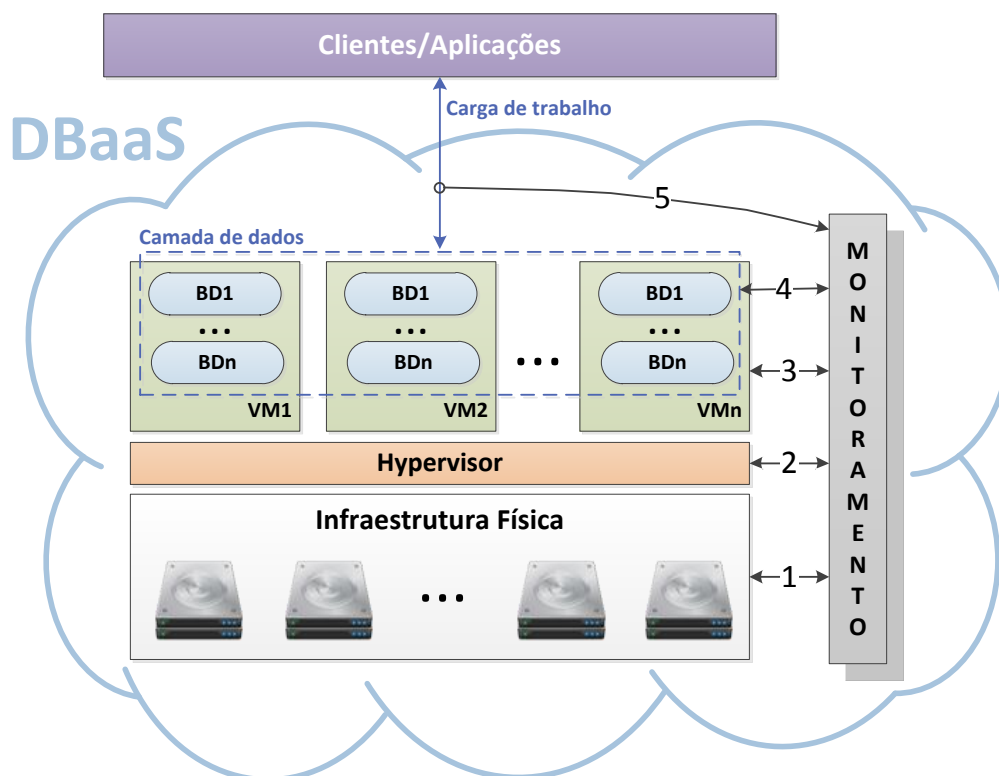 Clientes/Aplicações
Carga de trabalho
DBaaS
5
Camada de dados
BD1
...
BDn
VM1
BD1
...
BDn
VM2
...
BD1
...
BDn
VMn
4
3
Hypervisor
2
Infraestrutura Física
...
1
MONITORAMENTO